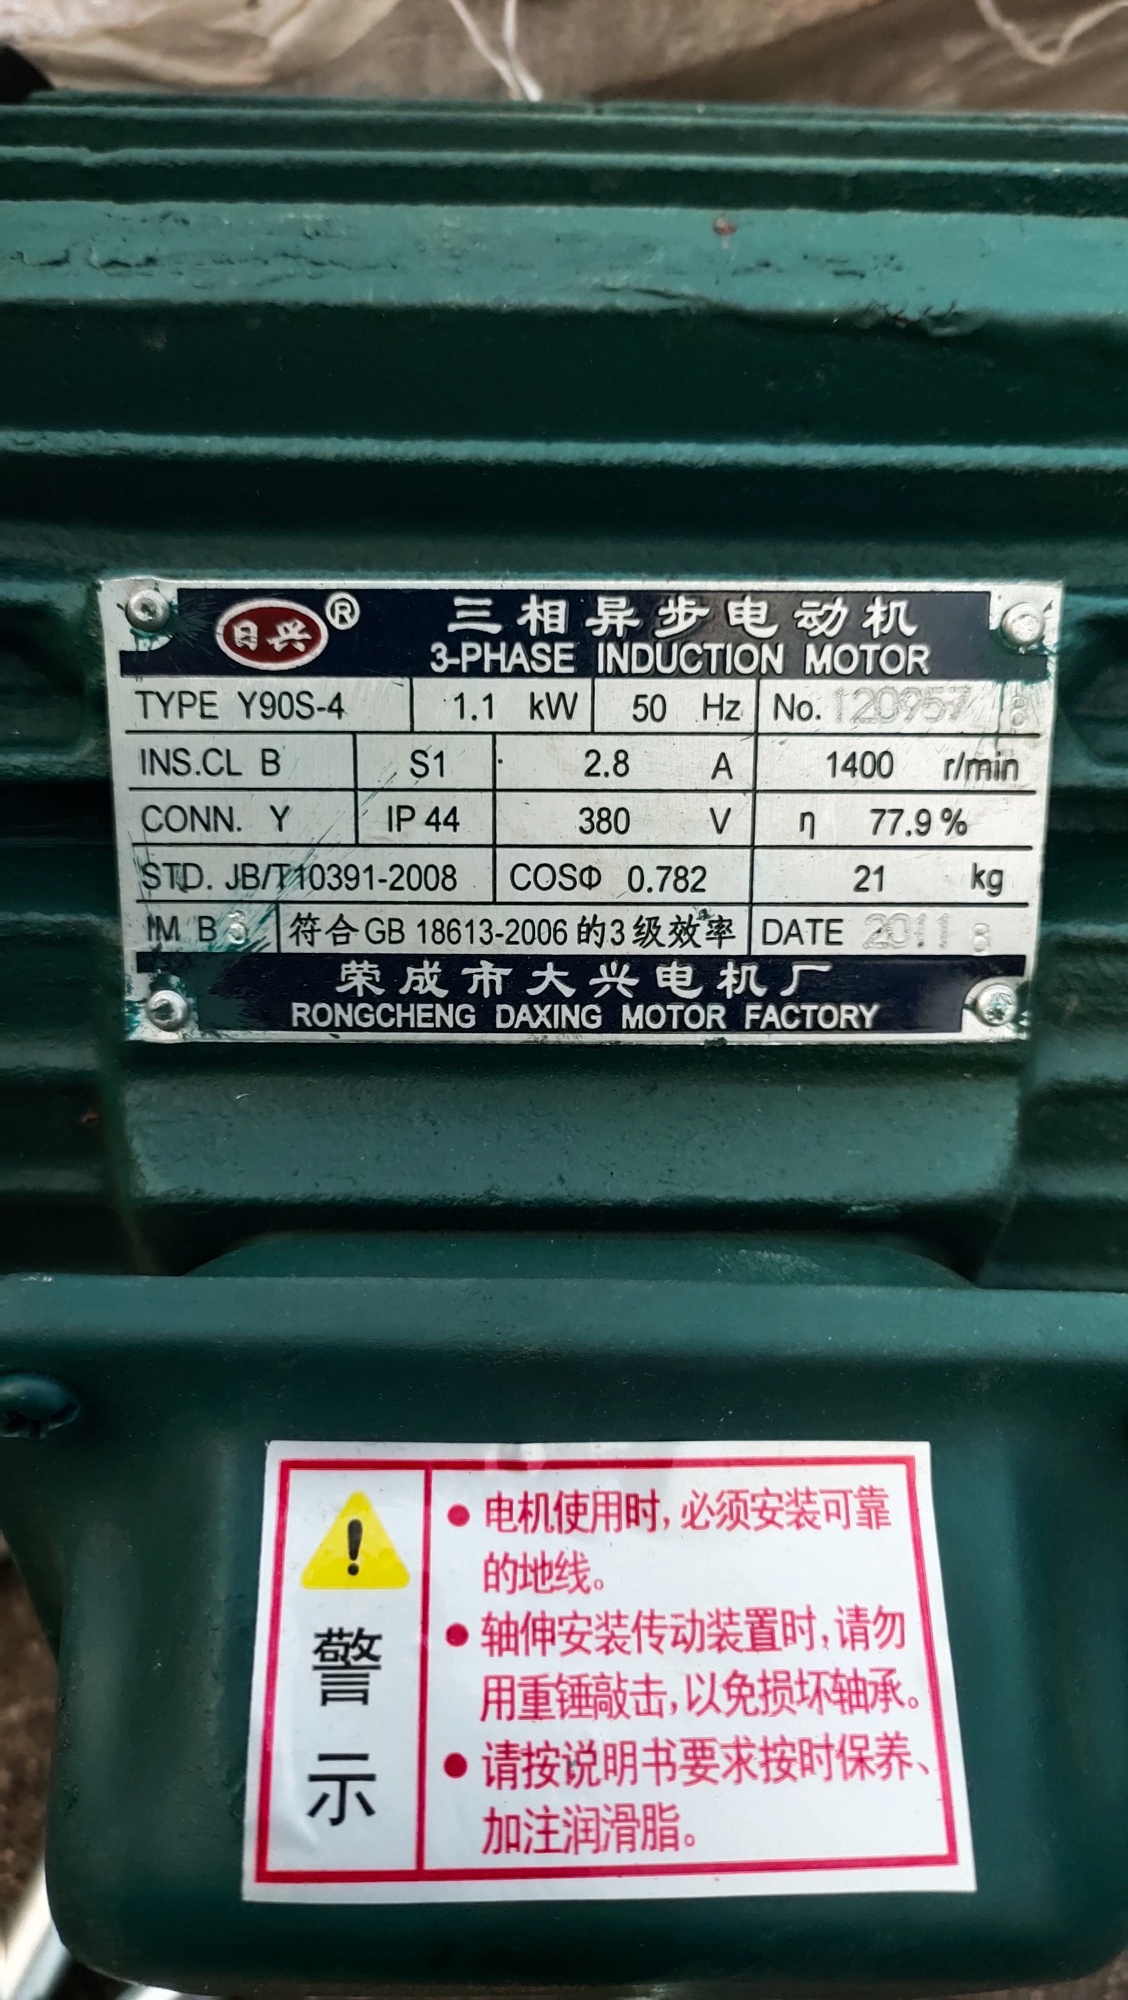 日兴 ® 三相异步电动机
3-PHASE INDUCTION MOTOR
TYPE Y90S-4 1.1 kW 50 Hz No. 120957 8
INS.CL B S1 2.8 A 1400 r/min
CONN. Y IP 44 380 V η 77.9%
STD. JB/T10391-2008 COSΦ 0.782 21 kg
IM B 3 符合GB 18613-2006的3级效率 DATE 2011 8
荣成市大兴电机厂
RONGCHENG DAXING MOTOR FACTORY
!
警示
● 电机使用时,必须安装可靠
的地线。
● 轴伸安装传动装置时,请勿
用重锤敲击,以免损坏轴承。
● 请按说明书要求按时保养、
加注润滑脂。